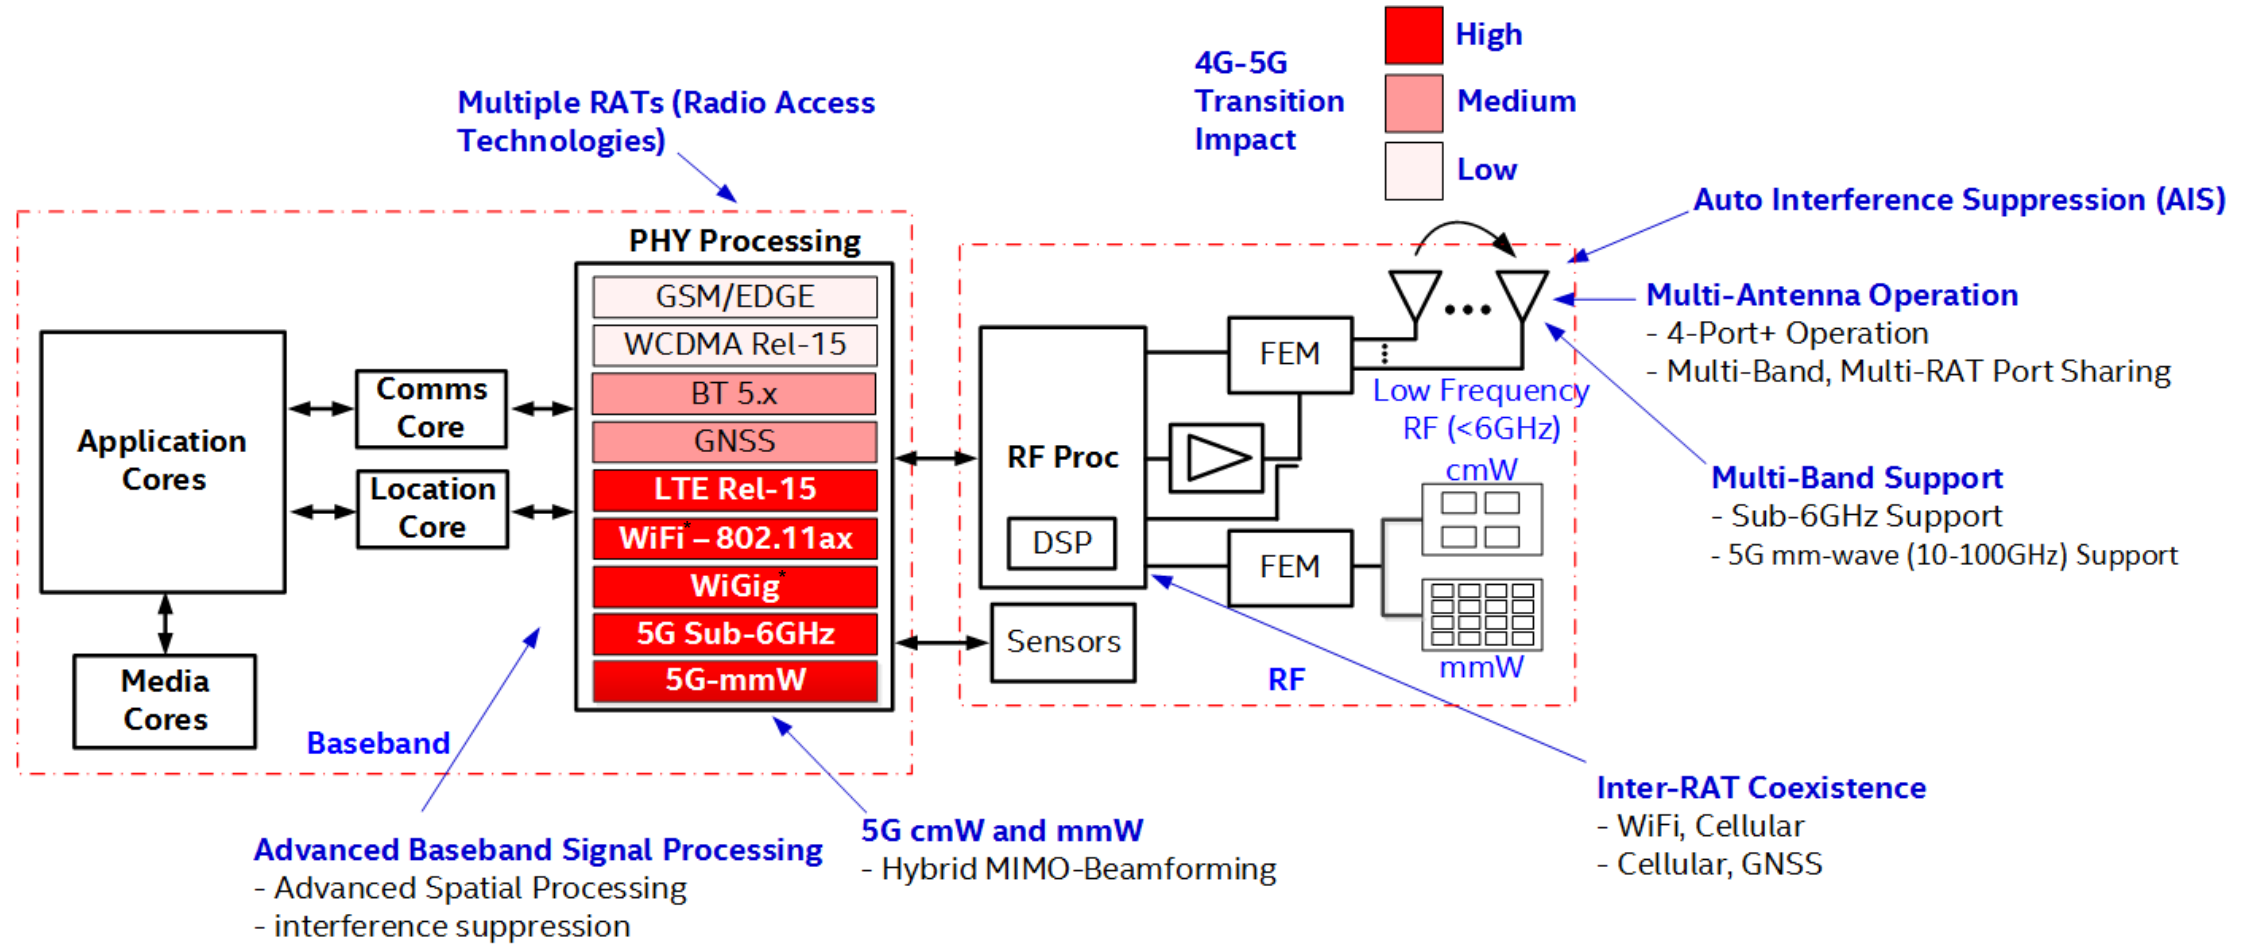 4G-5G
Transition
Impact
High
Medium
Low
Multiple RATs (Radio Access
Technologies)
Auto Interference Suppression (AIS)
Multi-Antenna Operation
- 4-Port+ Operation
- Multi-Band, Multi-RAT Port Sharing
Multi-Band Support
- Sub-6GHz Support
- 5G mm-wave (10-100GHz) Support
PHY Processing
GSM/EDGE
WCDMA Rel-15
BT 5.x
GNSS
LTE Rel-15
WiFi* – 802.11ax
WiGig*
5G Sub-6GHz
5G-mmW
Application
Cores
Comms
Core
Location
Core
Media
Cores
Baseband
RF Proc
DSP
Sensors
FEM
FEM
Low Frequency
RF (<6GHz)
cmW
mmW
RF
Advanced Baseband Signal Processing
- Advanced Spatial Processing
- interference suppression
5G cmW and mmW
- Hybrid MIMO-Beamforming
Inter-RAT Coexistence
- WiFi, Cellular
- Cellular, GNSS